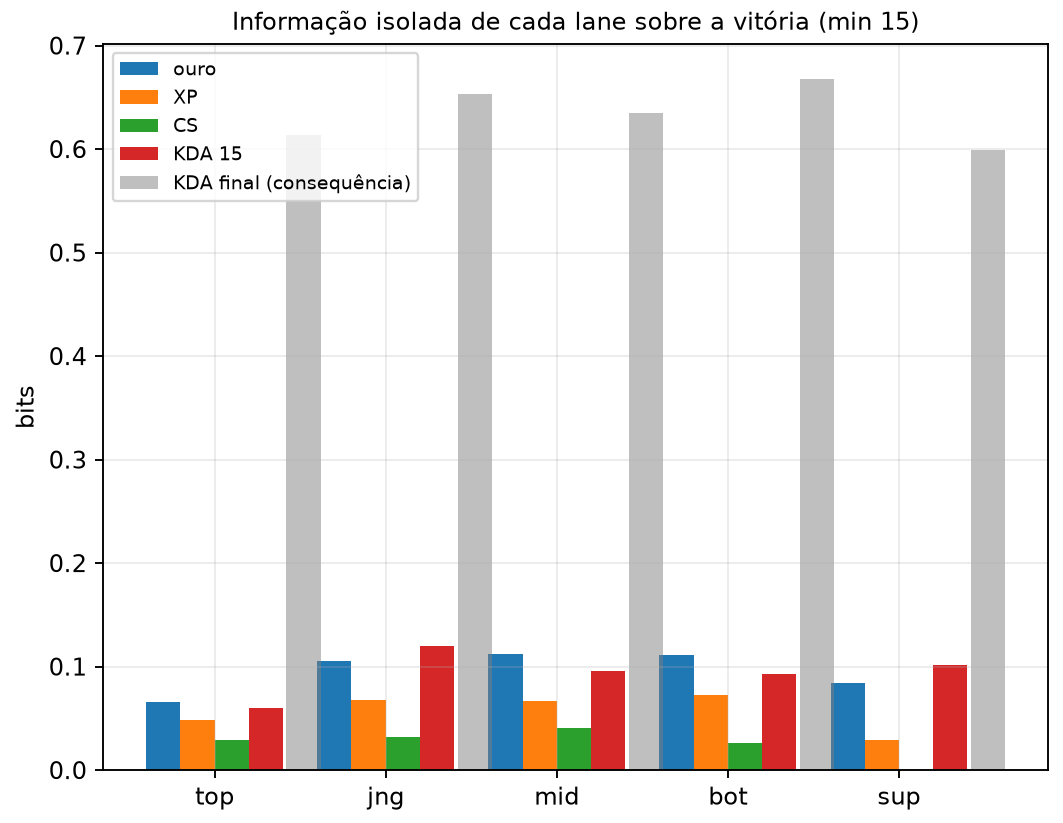 Informação isolada de cada lane sobre a vitória (min 15)
ouro
XP
CS
KDA 15
KDA final (consequência)
bits
0.7
0.6
0.5
0.4
0.3
0.2
0.1
0.0
top
jng
mid
bot
sup